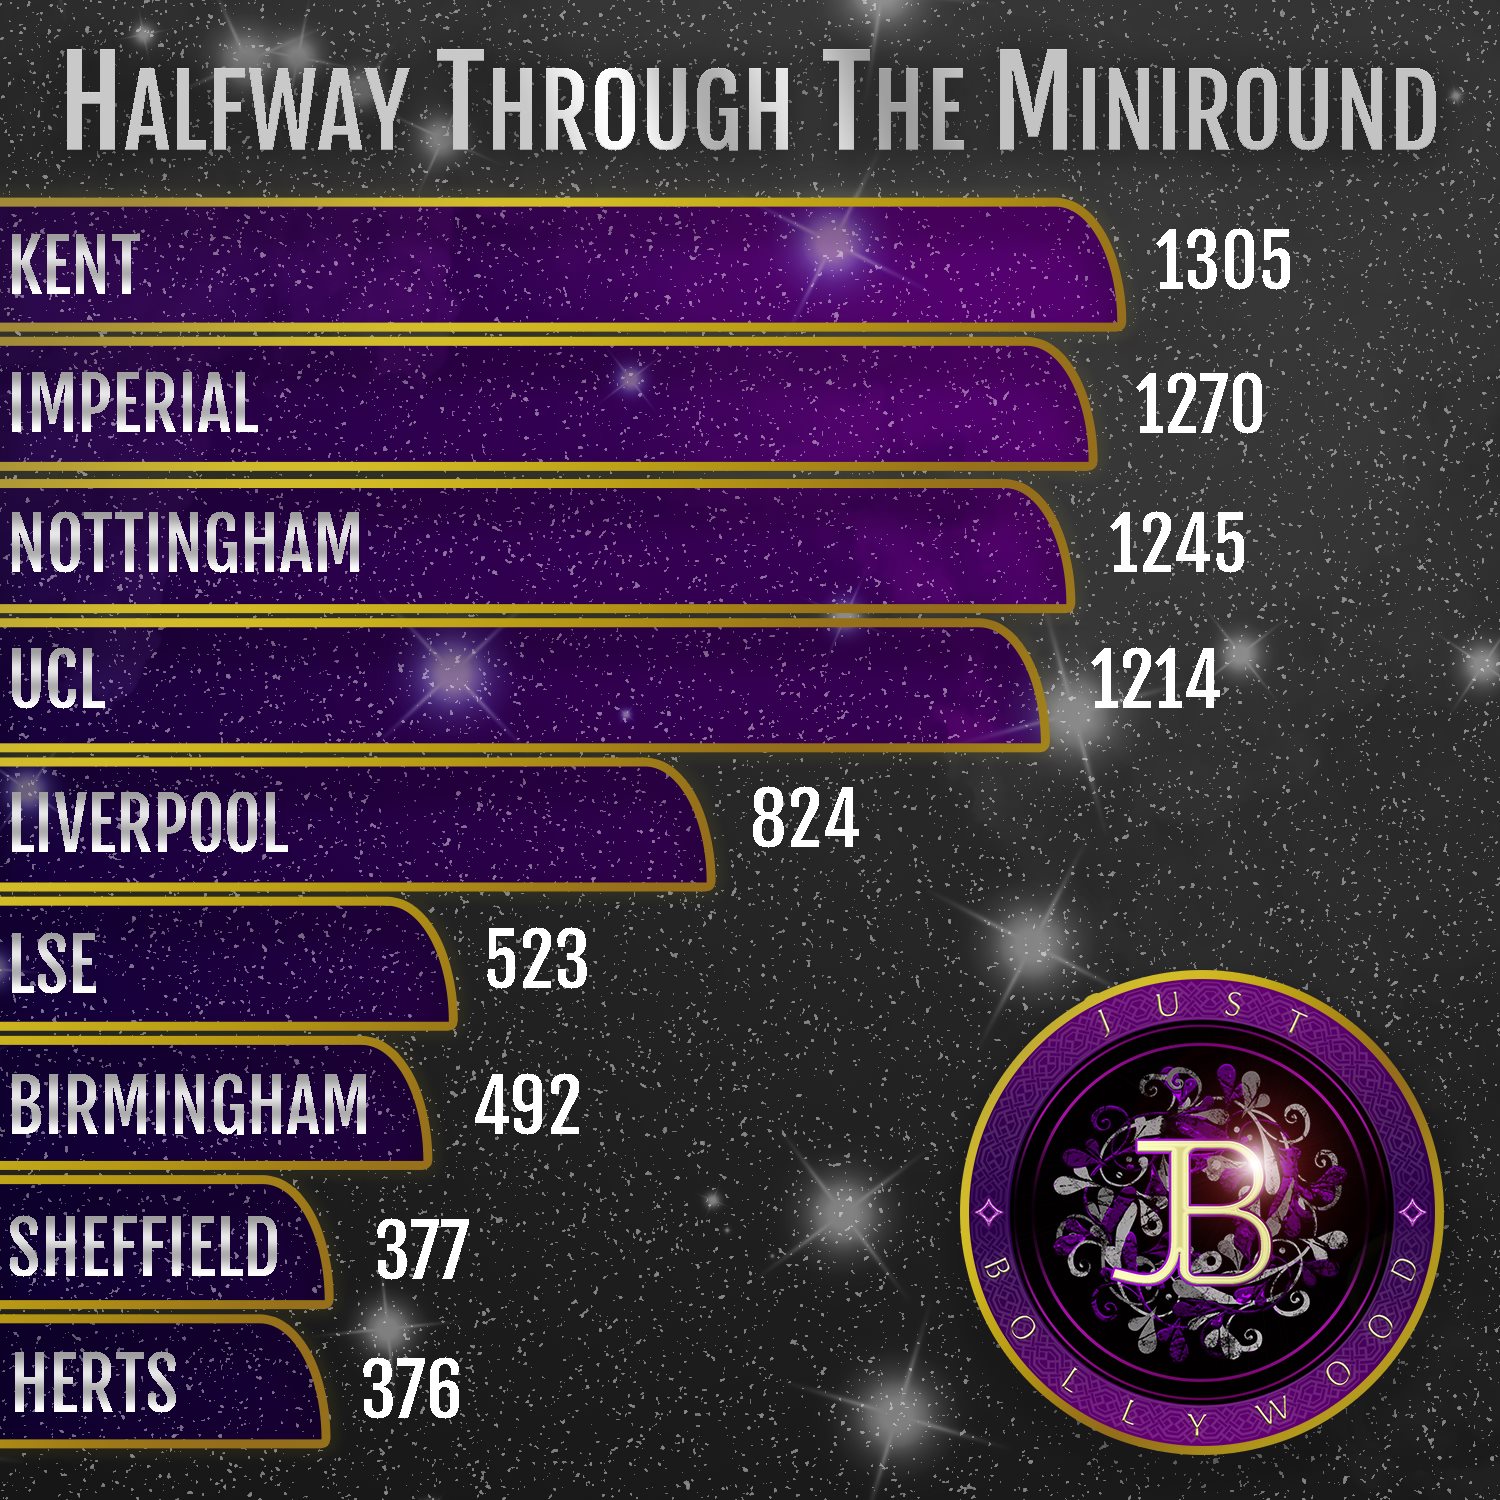 HALFWAY THROUGH THE MINIROUND
KENT 1305
IMPERIAL 1270
NOTTINGHAM 1245
UCL 1214
LIVERPOOL 824
LSE 523
BIRMINGHAM 492
SHEFFIELD 377
HERTS 376
JUST
JB
BOLLYWOOD